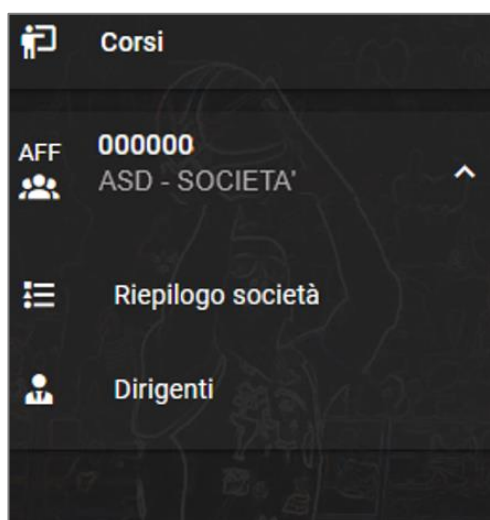 Corsi
AFF
000000
ASD - SOCIETA'
Riepilogo società
Dirigenti